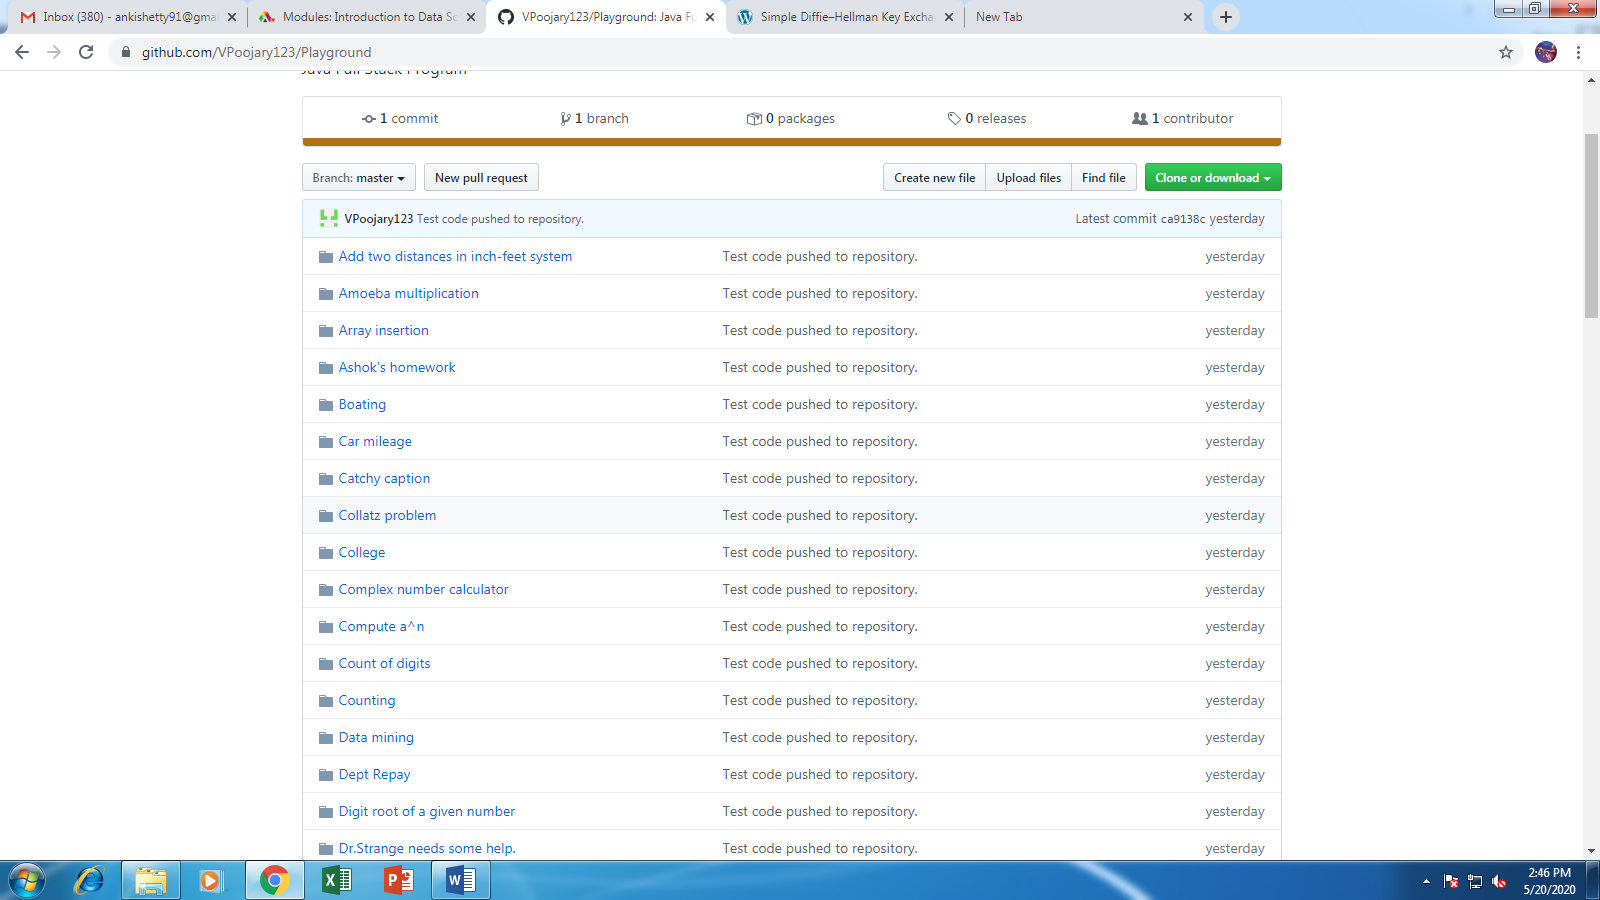 Inbox (380) - ankishetty91@gma
Modules: Introduction to Data Sc
VPoojary123/Playground: Java Fu
Simple Diffie–Hellman Key Excha
New Tab
github.com/VPoojary123/Playground
Java Full Stack Program
1 commit
1 branch
0 packages
0 releases
1 contributor
Branch: master
New pull request
Create new file
Upload files
Find file
Clone or download
VPoojary123 Test code pushed to repository.
Latest commit ca9138c yesterday
Add two distances in inch-feet system Test code pushed to repository. yesterday
Amoeba multiplication Test code pushed to repository. yesterday
Array insertion Test code pushed to repository. yesterday
Ashok's homework Test code pushed to repository. yesterday
Boating Test code pushed to repository. yesterday
Car mileage Test code pushed to repository. yesterday
Catchy caption Test code pushed to repository. yesterday
Collatz problem Test code pushed to repository. yesterday
College Test code pushed to repository. yesterday
Complex number calculator Test code pushed to repository. yesterday
Compute a^n Test code pushed to repository. yesterday
Count of digits Test code pushed to repository. yesterday
Counting Test code pushed to repository. yesterday
Data mining Test code pushed to repository. yesterday
Dept Repay Test code pushed to repository. yesterday
Digit root of a given number Test code pushed to repository. yesterday
Dr.Strange needs some help. Test code pushed to repository. yesterday
2:46 PM
5/20/2020